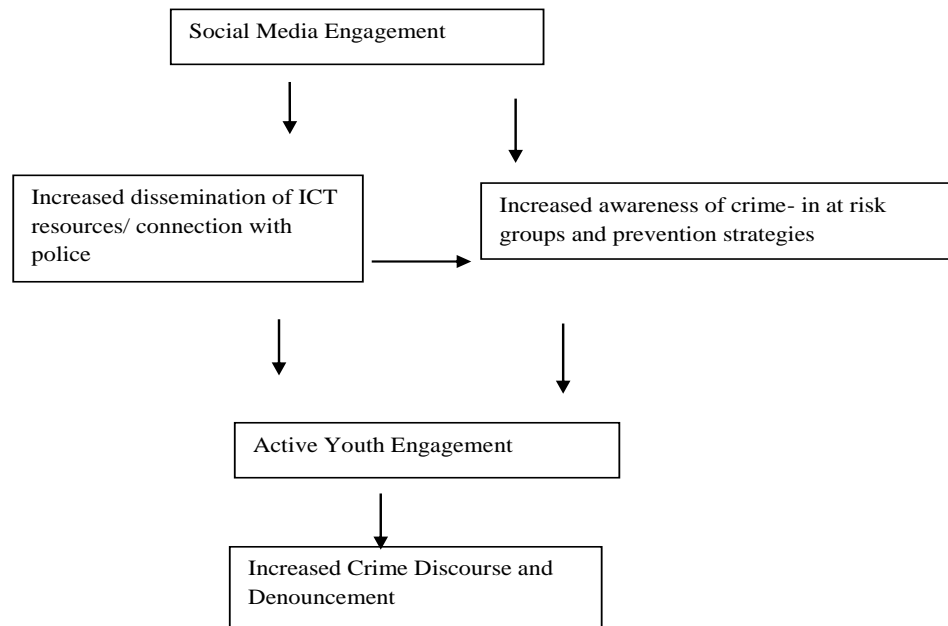 Social Media Engagement
Increased dissemination of ICT
resources/ connection with
police
Increased awareness of crime- in at risk
groups and prevention strategies
Active Youth Engagement
Increased Crime Discourse and
Denouncement